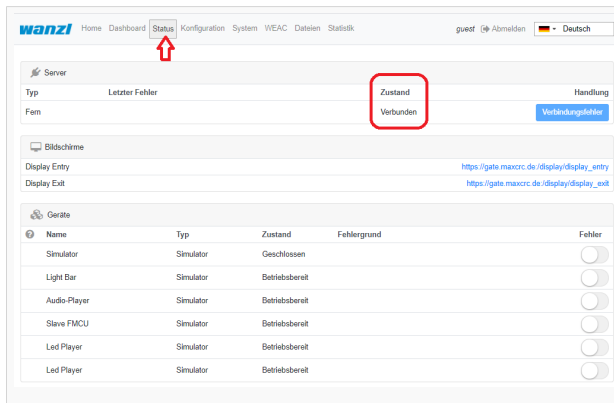 wanzl Home Dashboard Status Konfiguration System WEAC Dateien Statistik guest Abmelden Deutsch
Server
Typ Letzter Fehler Zustand Handlung
Fern Verbunden Verbindungsfehler
Bildschirme
Display Entry https://gate.maxcrc.de:/display/display_entry
Display Exit https://gate.maxcrc.de:/display/display_exit
Geräte
? Name Typ Zustand Fehlergrund Fehler
Simulator Simulator Geschlossen
Light Bar Simulator Betriebsbereit
Audio-Player Simulator Betriebsbereit
Slave FMCU Simulator Betriebsbereit
Led Player Simulator Betriebsbereit
Led Player Simulator Betriebsbereit